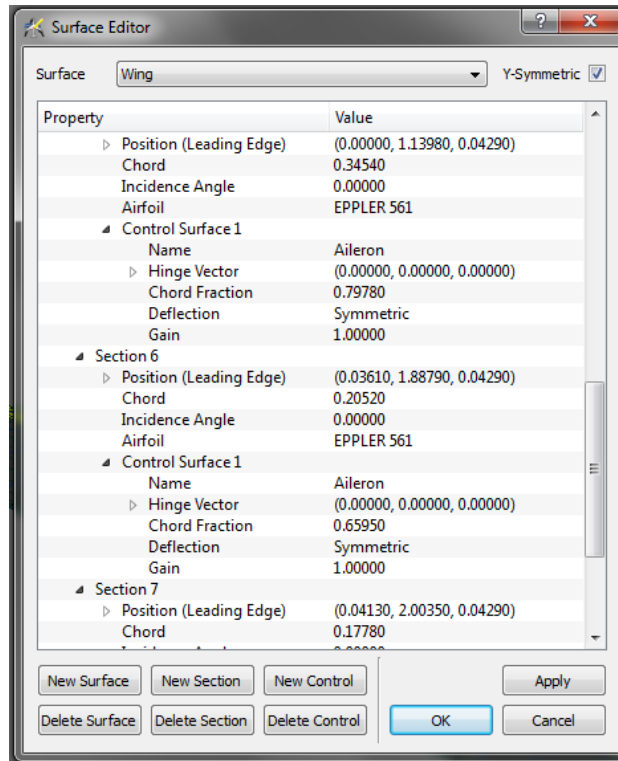 Surface Editor
Surface Wing Y-Symmetric
Property Value
Position (Leading Edge) (0.00000, 1.13980, 0.04290)
Chord 0.34540
Incidence Angle 0.00000
Airfoil EPPLER 561
Control Surface 1
Name Aileron
Hinge Vector (0.00000, 0.00000, 0.00000)
Chord Fraction 0.79780
Deflection Symmetric
Gain 1.00000
Section 6
Position (Leading Edge) (0.03610, 1.88790, 0.04290)
Chord 0.20520
Incidence Angle 0.00000
Airfoil EPPLER 561
Control Surface 1
Name Aileron
Hinge Vector (0.00000, 0.00000, 0.00000)
Chord Fraction 0.65950
Deflection Symmetric
Gain 1.00000
Section 7
Position (Leading Edge) (0.04130, 2.00350, 0.04290)
Chord 0.17780
New Surface New Section New Control Apply
Delete Surface Delete Section Delete Control OK Cancel